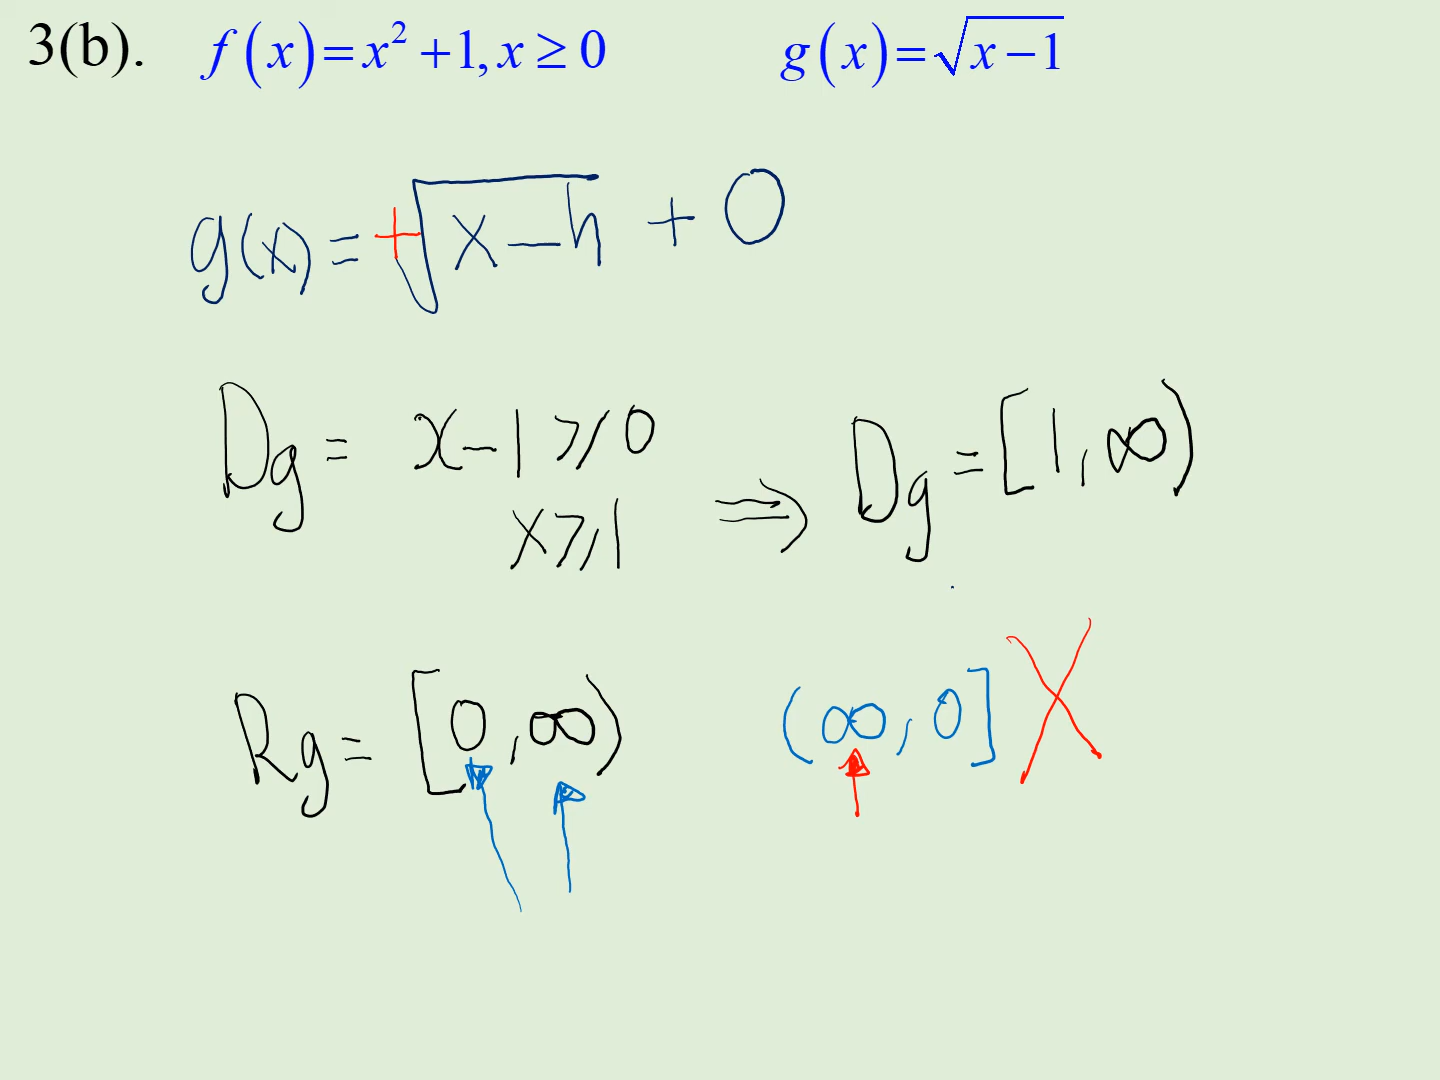 3(b). f(x)=x²+1, x≥0 g(x)=√(x−1)
g(x) = +√(x−h) + 0
Dg = x−1⩾0 
x⩾1 ⇒ Dg = [1,∞)
Rg = [0,∞) (∞,0] X